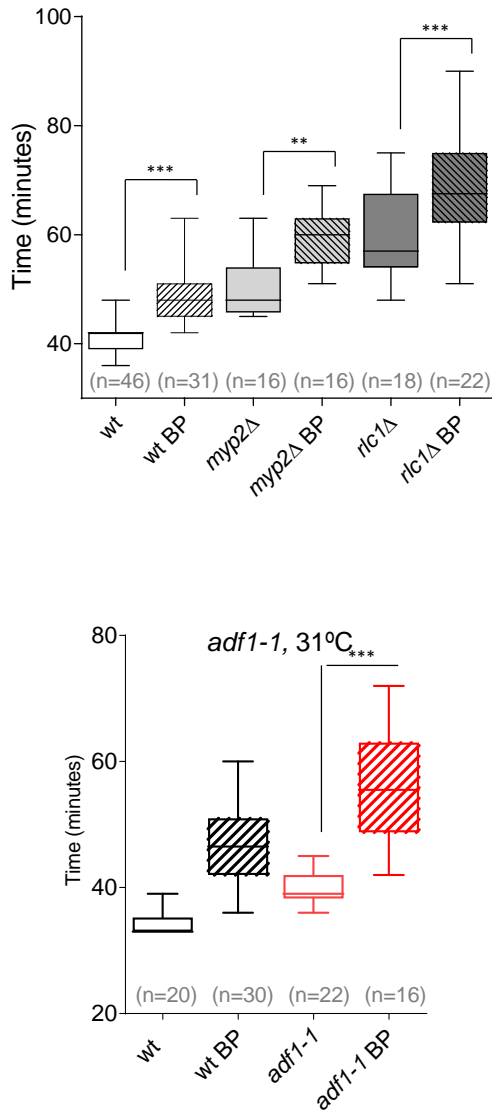 100
80
60
40
Time (minutes)
***
**
***
(n=46) (n=31) (n=16) (n=16) (n=18) (n=22)
wt
wt BP
myp2Δ
myp2Δ BP
rlc1Δ
rlc1Δ BP
adf1-1, 31ºC
80
60
40
20
Time (minutes)
***
(n=20) (n=30) (n=22) (n=16)
wt
wt BP
adf1-1
adf1-1 BP